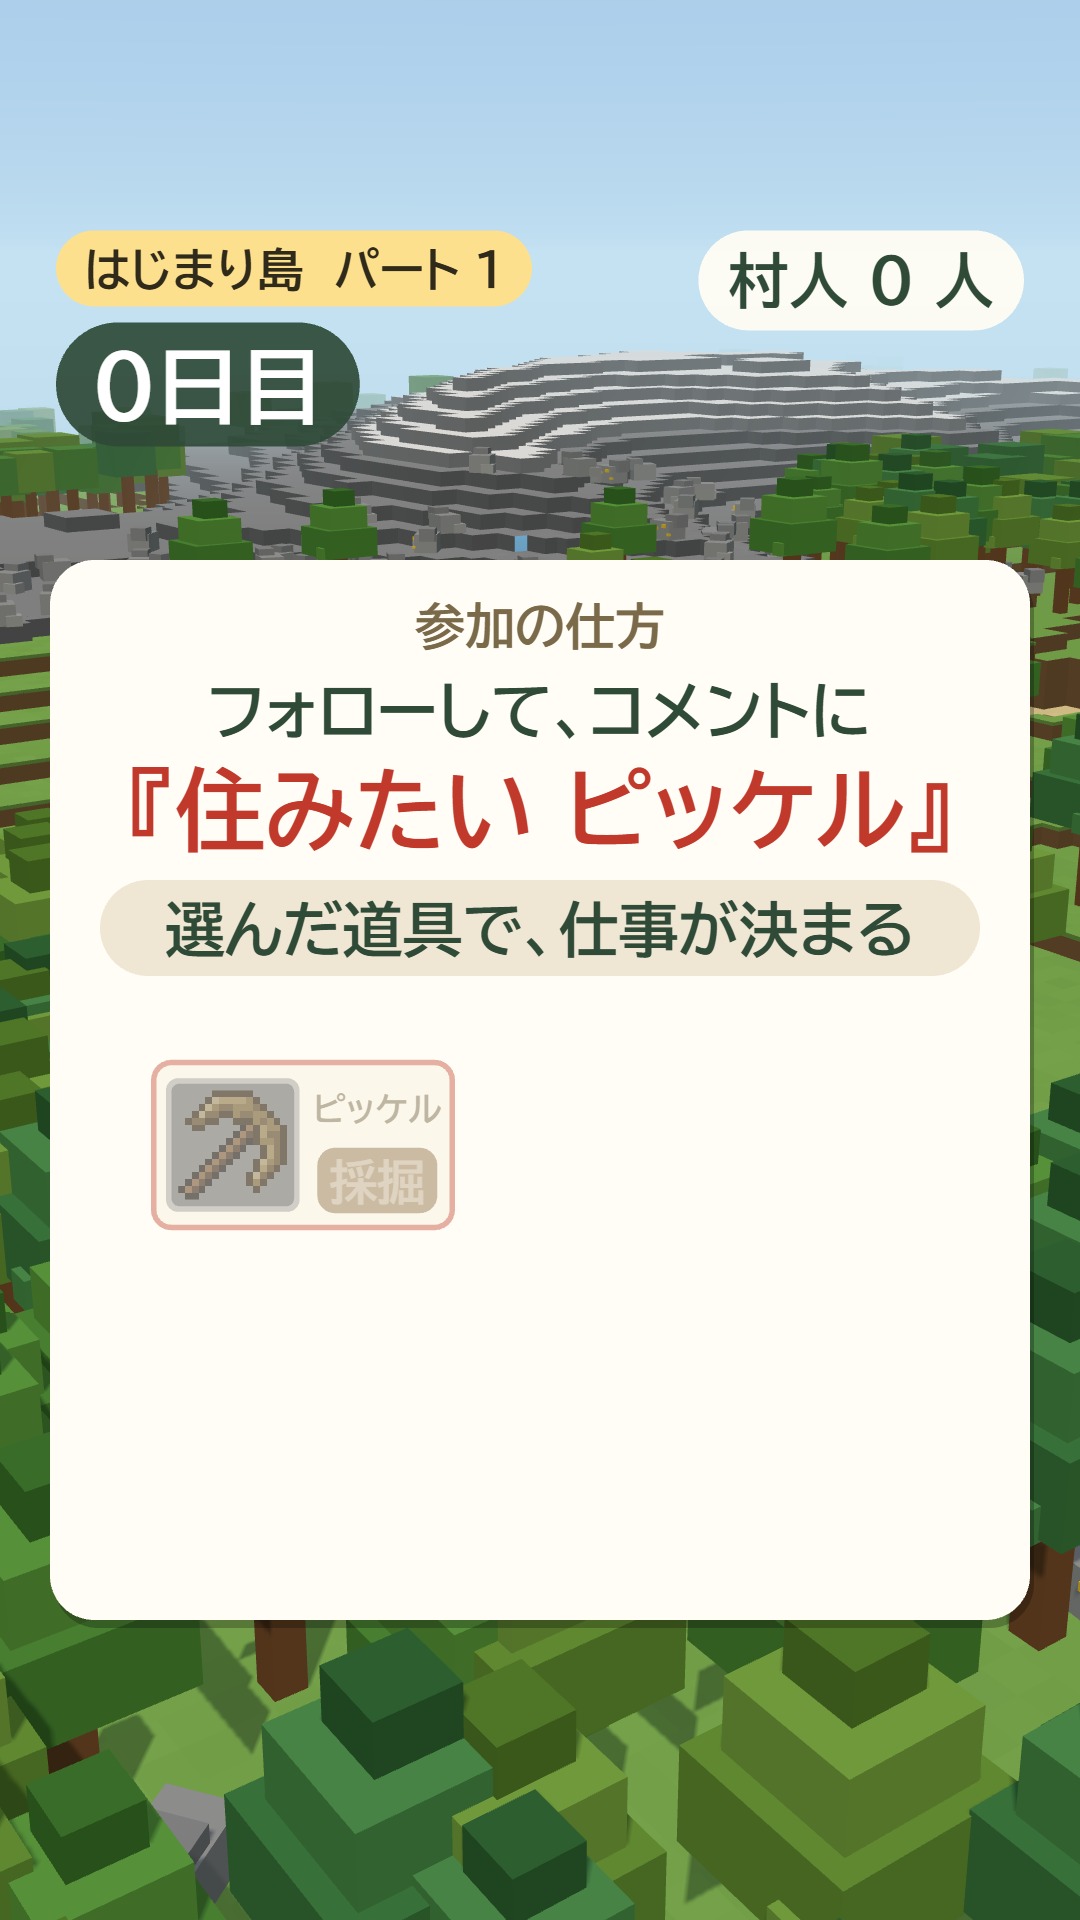 はじまり島 パート1
村人 0 人
0日目
参加の仕方
フォローして、コメントに
『住みたい ピッケル』
選んだ道具で、仕事が決まる
ピッケル
採掘